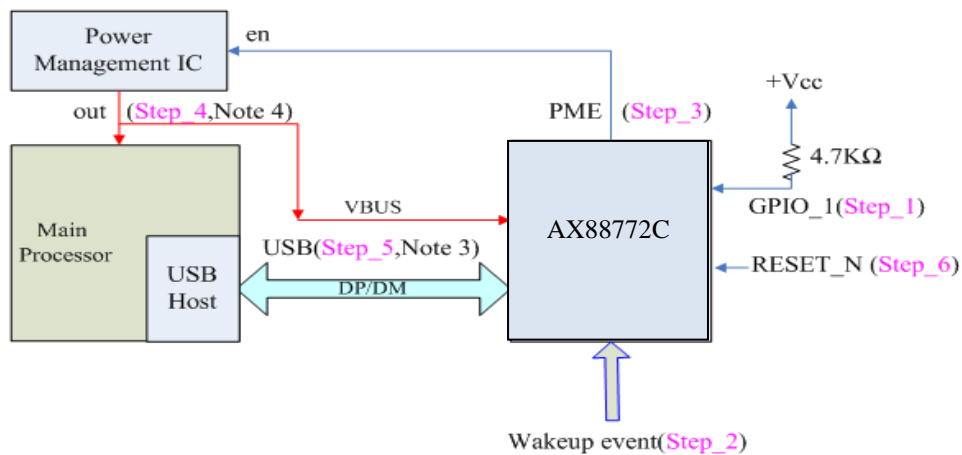 Power
Management IC
en
out
(Step_4,Note 4)
PME
(Step_3)
+Vcc
4.7KΩ
GPIO_1(Step_1)
VBUS
AX88772C
Main
Processor
USB(Step_5,Note 3)
USB
Host
DP/DM
RESET_N (Step_6)
Wakeup event(Step_2)